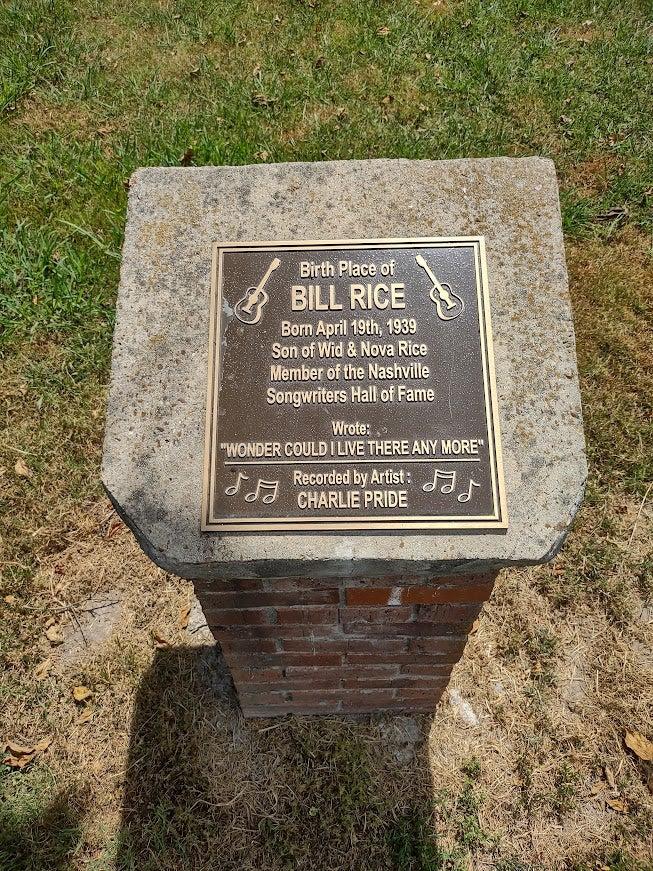 Birth Place of
BILL RICE
Born April 19th, 1939
Son of Wid & Nova Rice
Member of the Nashville
Songwriters Hall of Fame
Wrote:
"WONDER COULD I LIVE THERE ANY MORE"
Recorded by Artist :
CHARLIE PRIDE